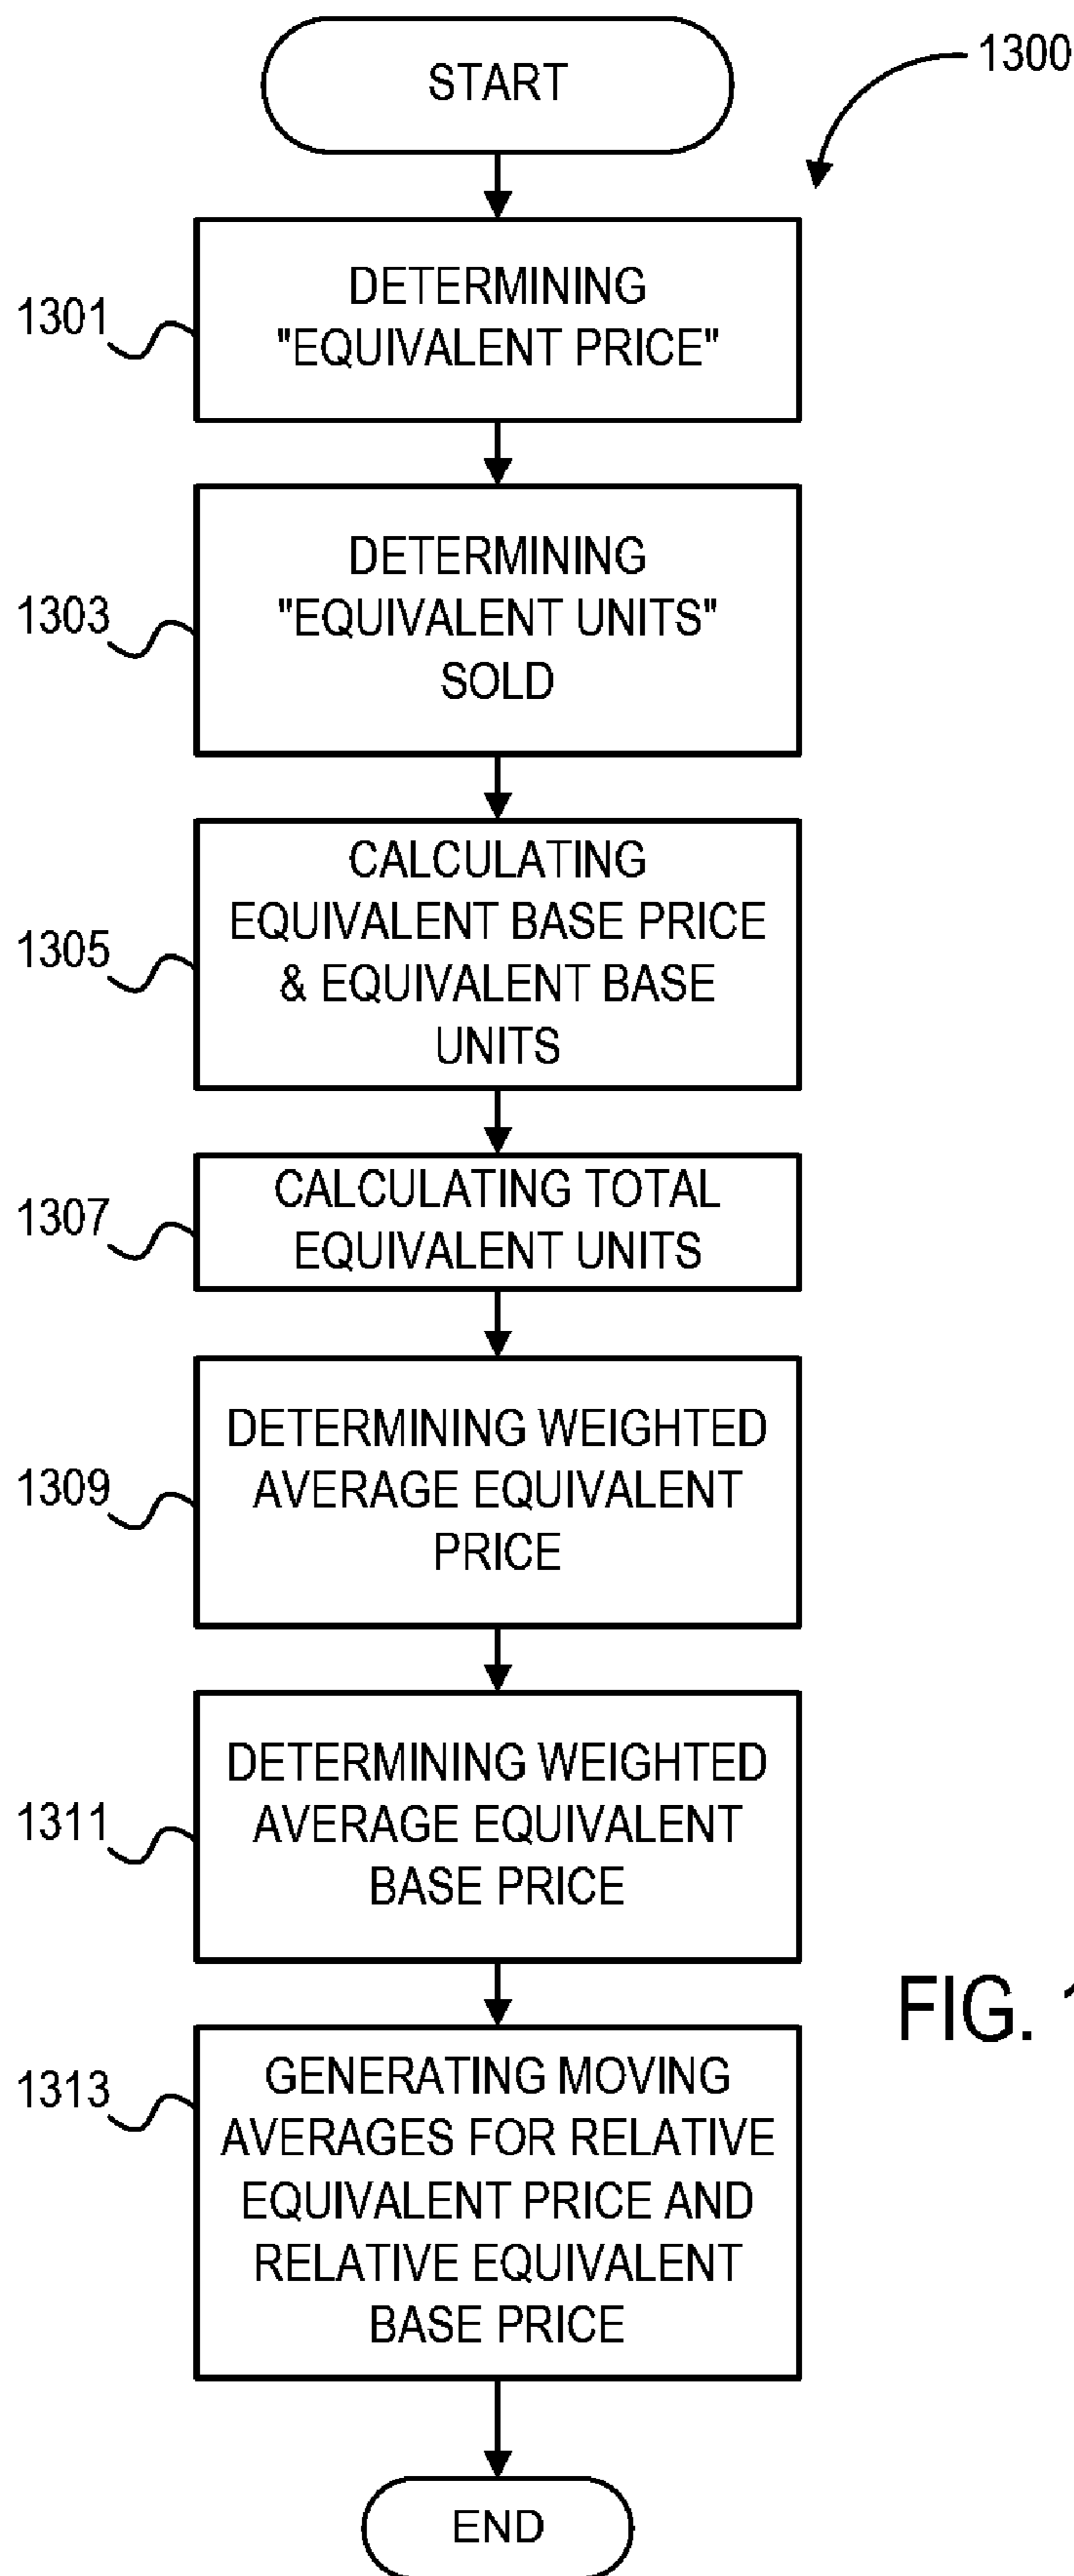 START
1300
1301
DETERMINING
"EQUIVALENT PRICE"
1303
DETERMINING
"EQUIVALENT UNITS"
SOLD
1305
CALCULATING
EQUIVALENT BASE PRICE
& EQUIVALENT BASE
UNITS
1307
CALCULATING TOTAL
EQUIVALENT UNITS
1309
DETERMINING WEIGHTED
AVERAGE EQUIVALENT
PRICE
1311
DETERMINING WEIGHTED
AVERAGE EQUIVALENT
BASE PRICE
FIG.
1313
GENERATING MOVING
AVERAGES FOR RELATIVE
EQUIVALENT PRICE AND
RELATIVE EQUIVALENT
BASE PRICE
END